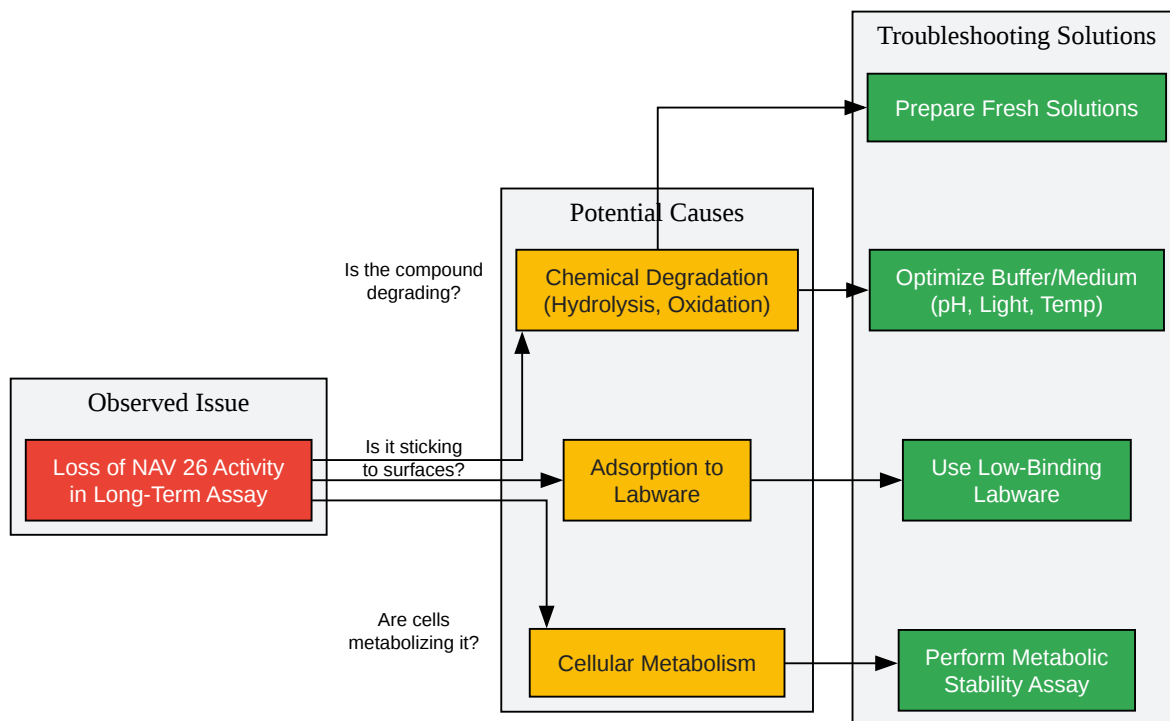 Troubleshooting Solutions
Prepare Fresh Solutions
Potential Causes
Is the compound
degrading?
Chemical Degradation
(Hydrolysis, Oxidation)
Optimize Buffer/Medium
(pH, Light, Temp)
Observed Issue
Loss of NAV 26 Activity
in Long-Term Assay
Is it sticking
to surfaces?
Adsorption to
Labware
Use Low-Binding
Labware
Are cells
metabolizing it?
Cellular Metabolism
Perform Metabolic
Stability Assay